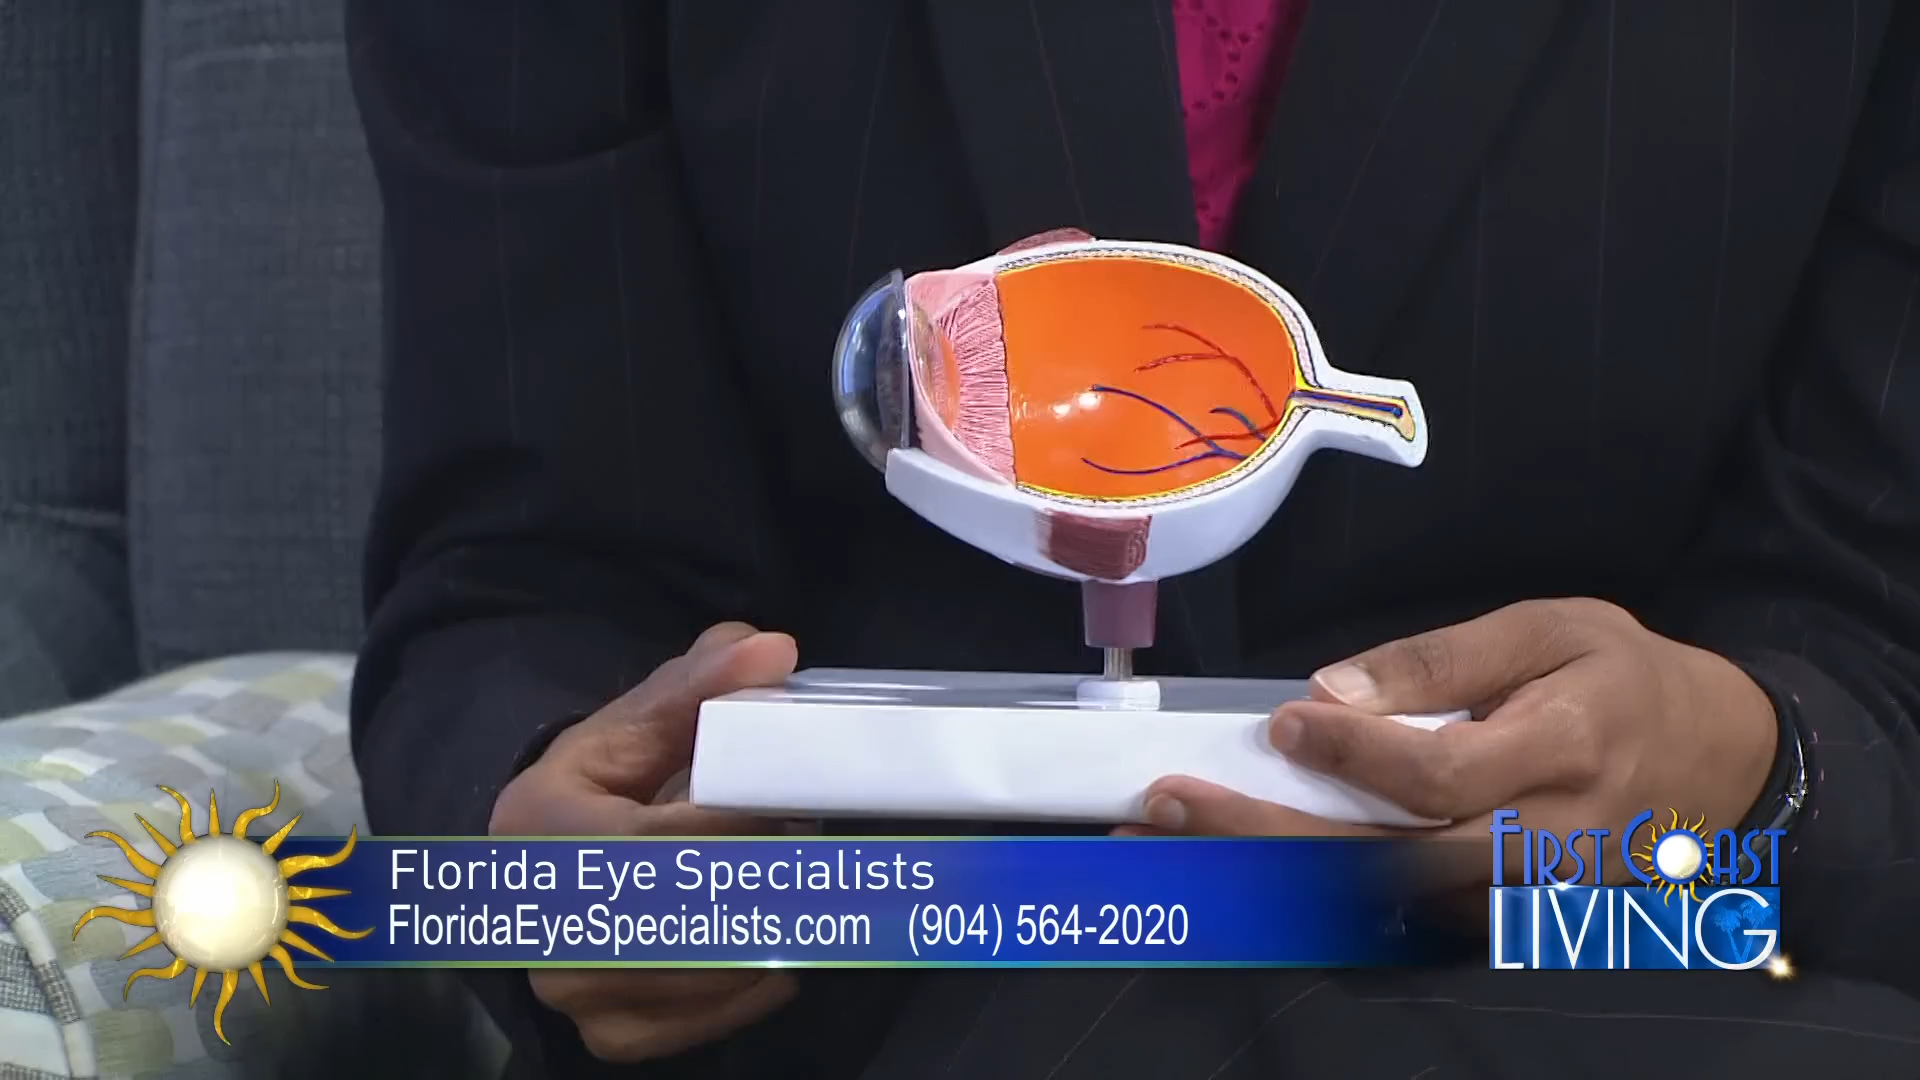 Florida Eye Specialists
FloridaEyeSpecialists.com (904) 564-2020
FIRST COAST
LIVING